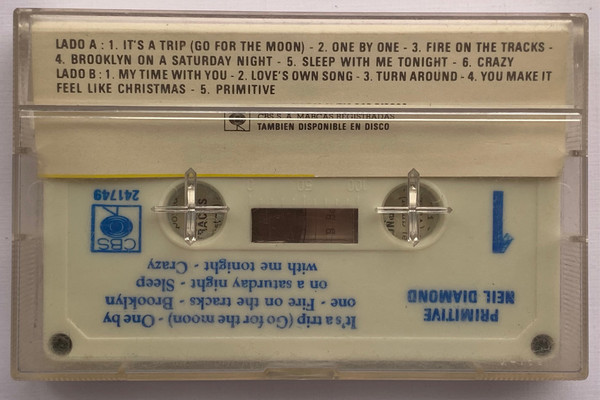 LADO A : 1. IT'S A TRIP (GO FOR THE MOON) - 2. ONE BY ONE - 3. FIRE ON THE TRACKS -
4. BROOKLYN ON A SATURDAY NIGHT - 5. SLEEP WITH ME TONIGHT - 6. CRAZY
LADO B : 1. MY TIME WITH YOU - 2. LOVE'S OWN SONG - 3. TURN AROUND - 4. YOU MAKE IT
FEEL LIKE CHRISTMAS - 5. PRIMITIVE
CBS S. A. MARCAS REGISTRADAS
TAMBIEN DISPONIBLE EN DISCO
PRIMITIVE
NEIL DIAMOND
1
It's a trip (Go for the moon) - One by
one - Fire on the tracks - Brooklyn
on a saturday night - Sleep
with me tonight - Crazy
CBS
241749